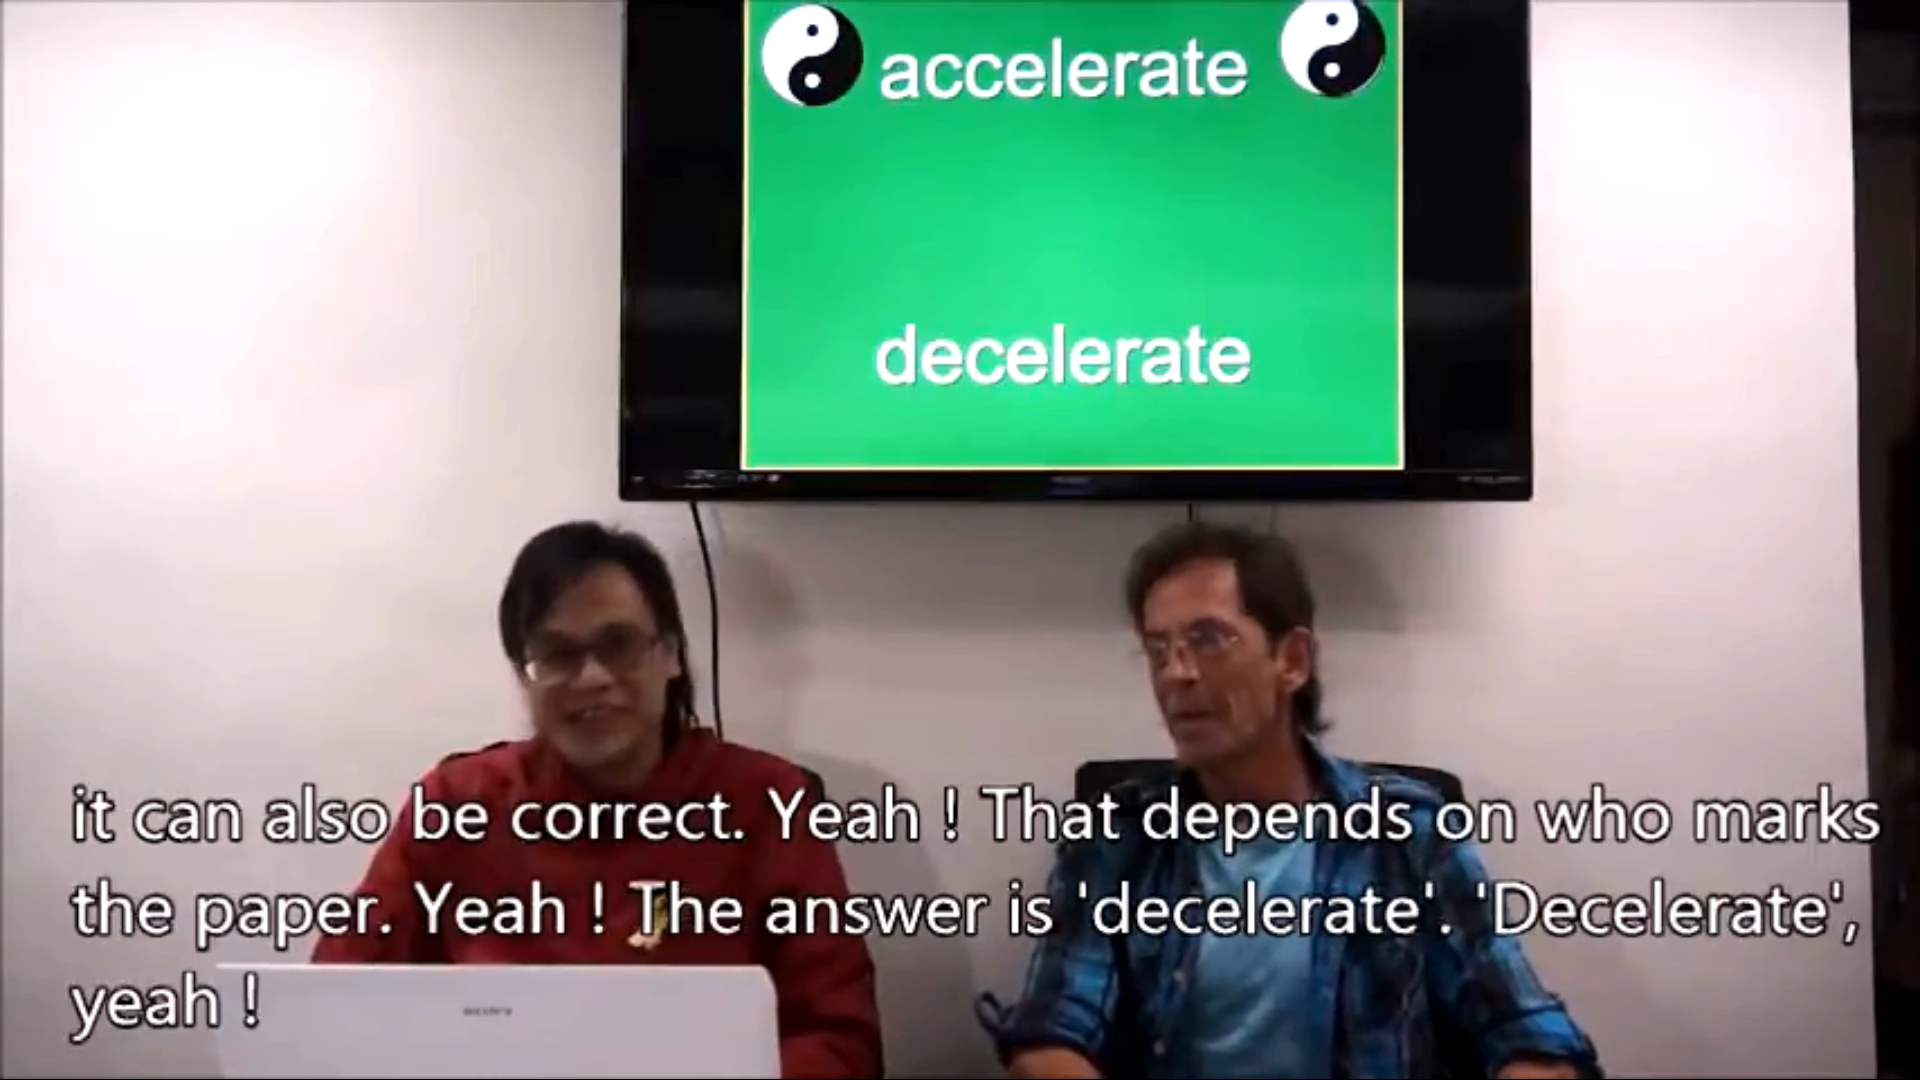 accelerate
decelerate
it can also be correct. Yeah ! That depends on who marks
the paper. Yeah ! The answer is 'decelerate'. 'Decelerate',
yeah !
SONY